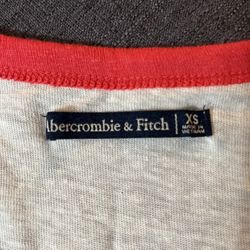 Abercrombie & Fitch
XS
MADE IN
VIETNAM